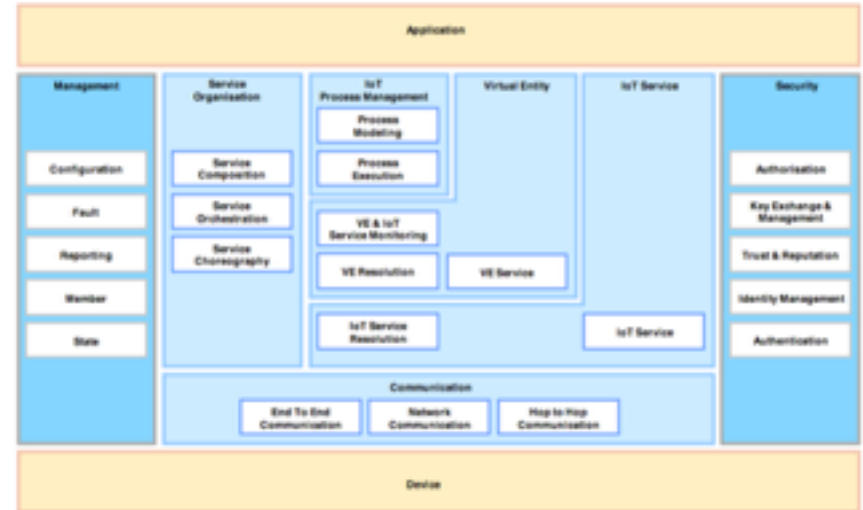 Application
Management
Service
Organisation
IoT
Process Management
Virtual Entity
IoT Service
Security
Process
Modeling
Configuration
Service
Composition
Process
Execution
Authorisation
Fault
Service
Orchestration
VE & IoT
Service Monitoring
Key Exchange &
Management
Reporting
Service
Choreography
VE Resolution
VE Service
Trust & Reputation
Member
Identity Management
State
IoT Service
Resolution
IoT Service
Authentication
Communication
End To End
Communication
Network
Communication
Hop to Hop
Communication
Device